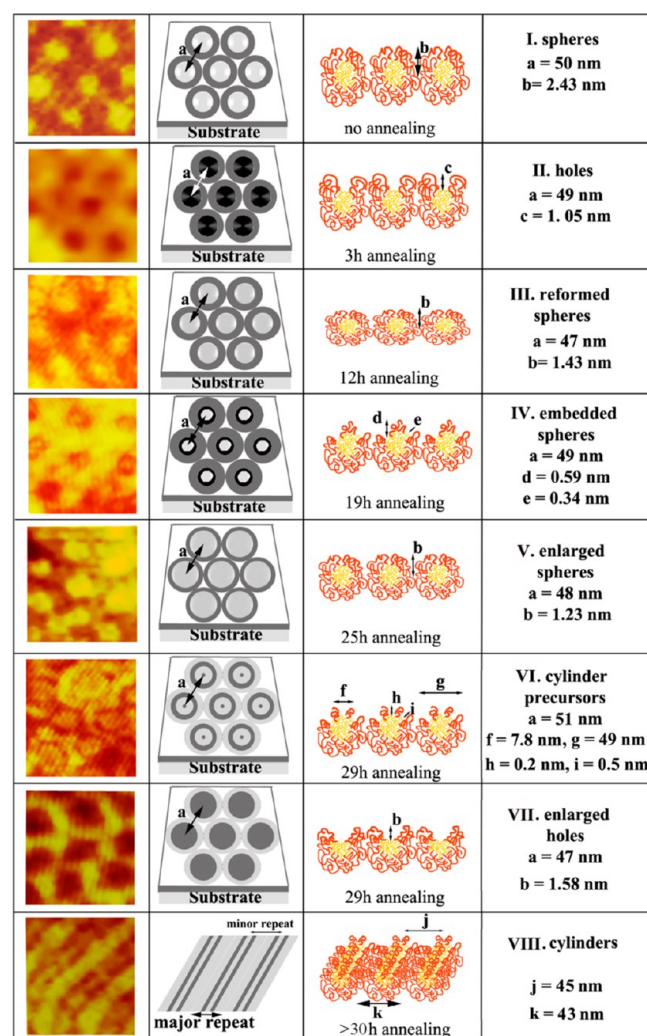 a
Substrate
b
no annealing
I. spheres
a = 50 nm
b= 2.43 nm
a
Substrate
c
3h annealing
II. holes
a = 49 nm
c = 1. 05 nm
a
Substrate
b
12h annealing
III. reformed
spheres
a = 47 nm
b= 1.43 nm
a
Substrate
d
e
19h annealing
IV. embedded
spheres
a = 49 nm
d = 0.59 nm
e = 0.34 nm
a
Substrate
b
25h annealing
V. enlarged
spheres
a = 48 nm
b = 1.23 nm
a
Substrate
f
h
i
g
29h annealing
VI. cylinder
precursors
a = 51 nm
f = 7.8 nm, g = 49 nm
h = 0.2 nm, i = 0.5 nm
a
Substrate
b
29h annealing
VII. enlarged
holes
a = 47 nm
b = 1.58 nm
minor repeat
major repeat
j
k
>30h annealing
VIII. cylinders
j = 45 nm
k = 43 nm